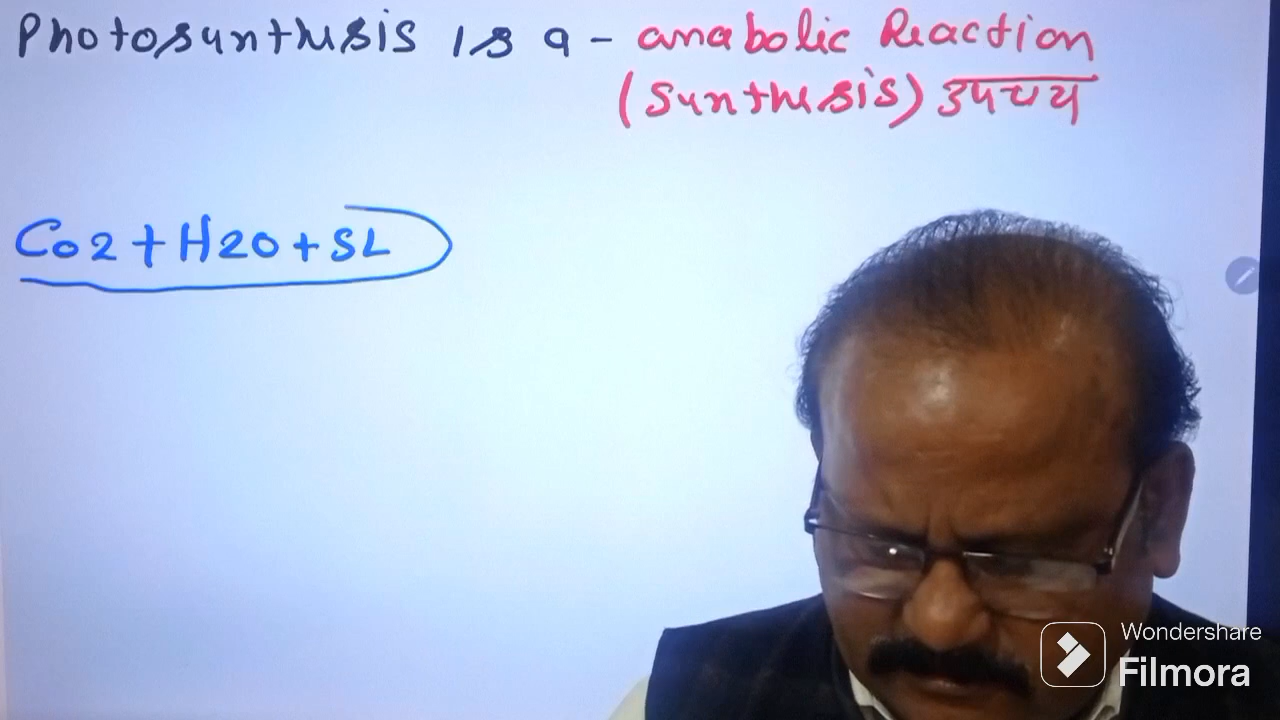 Photosynthesis is a - anabolic Reaction
(Synthesis) उपचय
Co2 + H2O + SL
Wondershare
Filmora